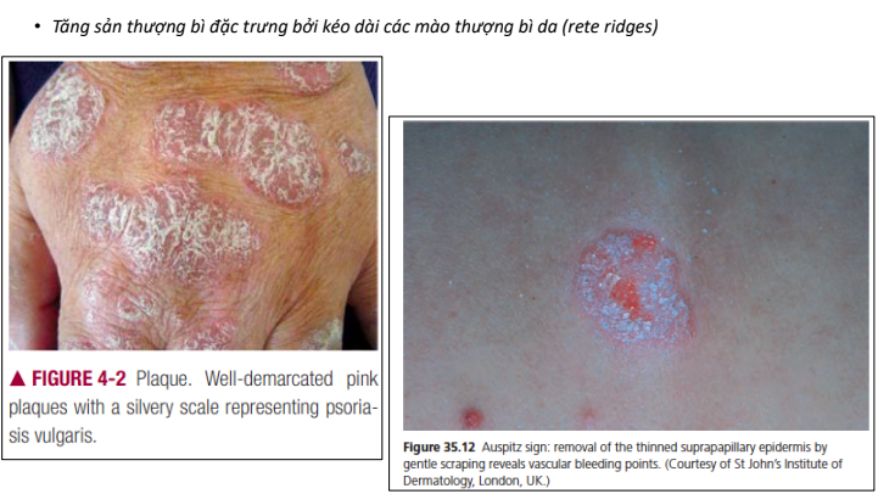 • Tăng sản thượng bì đặc trưng bởi kéo dài các mào thượng bì da (rete ridges)
▲ FIGURE 4-2 Plaque. Well-demarcated pink
plaques with a silvery scale representing psoria-
sis vulgaris.
Figure 35.12 Auspitz sign: removal of the thinned suprapapillary epidermis by
gentle scraping reveals vascular bleeding points. (Courtesy of St John's Institute of
Dermatology, London, UK.)